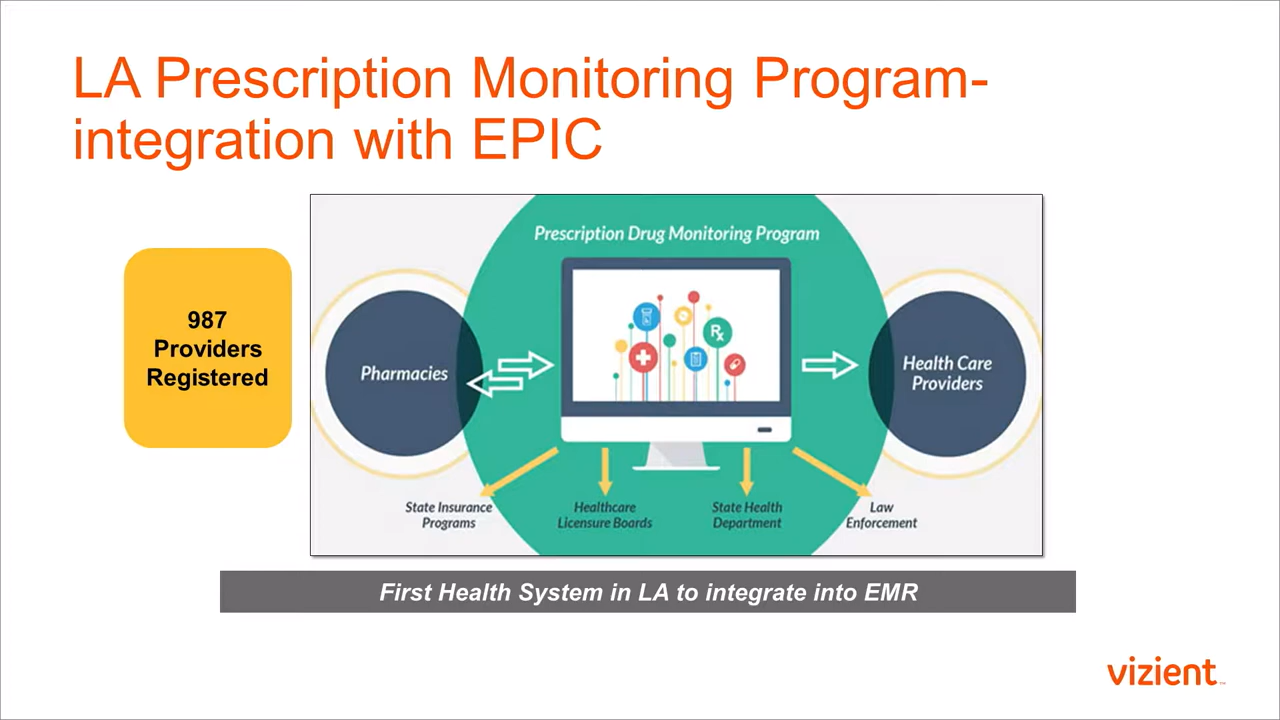 LA Prescription Monitoring Program-
integration with EPIC
987
Providers
Registered
Prescription Drug Monitoring Program
Pharmacies
Rx
Health Care
Providers
State Insurance
Programs
Healthcare
Licensure Boards
State Health
Department
Law
Enforcement
First Health System in LA to integrate into EMR
vizient